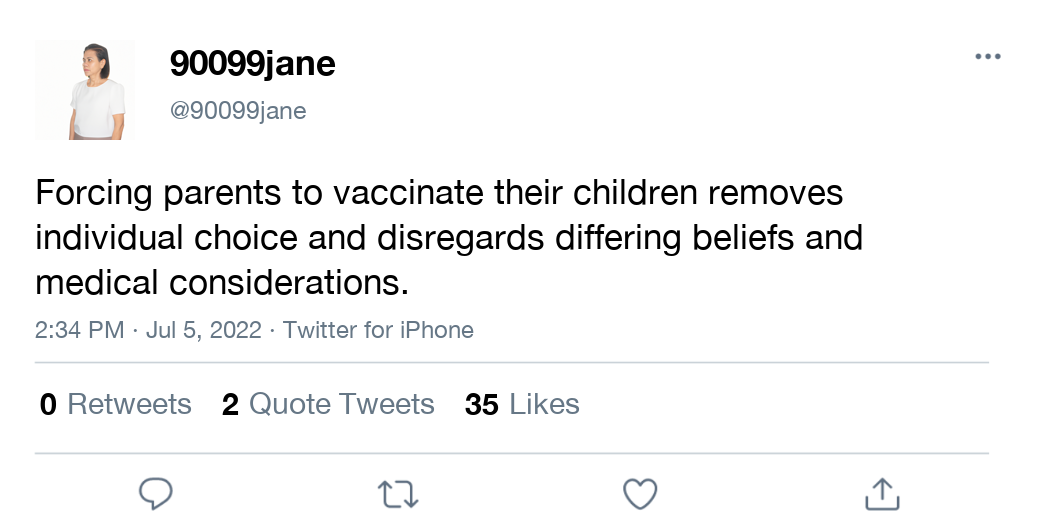 90099jane
@90099jane
Forcing parents to vaccinate their children removes
individual choice and disregards differing beliefs and
medical considerations.
2:34 PM · Jul 5, 2022 · Twitter for iPhone
0 Retweets 2 Quote Tweets 35 Likes